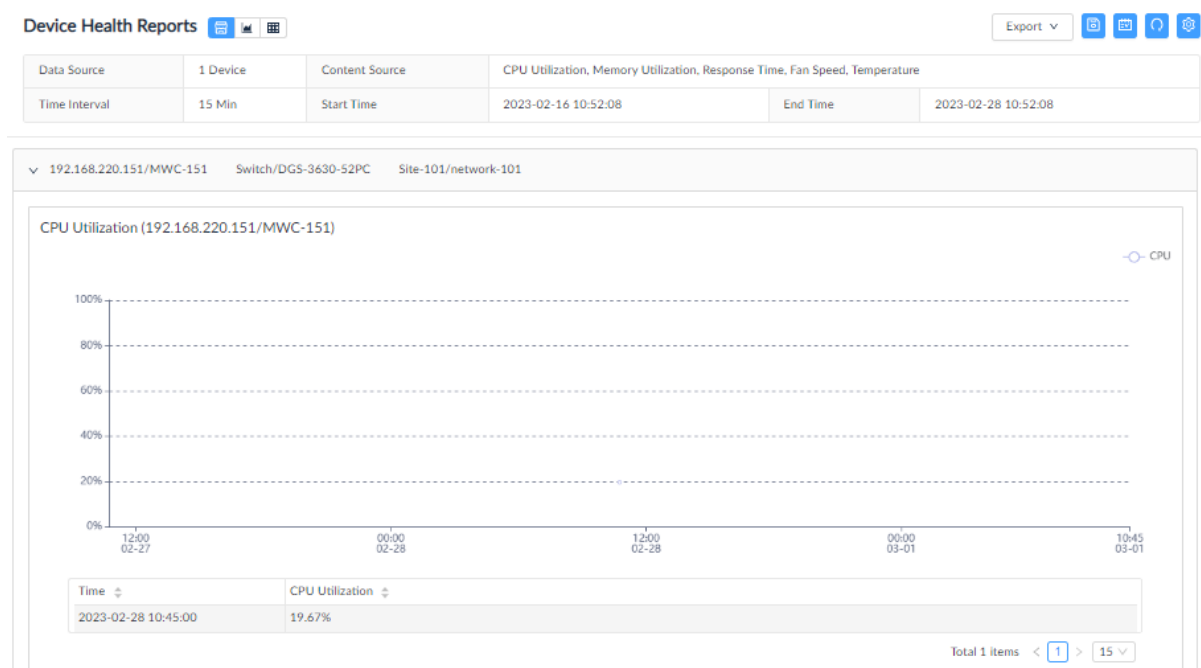 Device Health Reports
Export
Data Source 1 Device Content Source CPU Utilization, Memory Utilization, Response Time, Fan Speed, Temperature
Time Interval 15 Min Start Time 2023-02-16 10:52:08 End Time 2023-02-28 10:52:08
192.168.220.151/MWC-151 Switch/DGS-3630-52PC Site-101/network-101
CPU Utilization (192.168.220.151/MWC-151)
CPU
100%
80%
60%
40%
20%
0%
12:00 00:00 12:00 00:00 10:45
02-27 02-28 02-28 03-01 03-01
Time CPU Utilization
2023-02-28 10:45:00 19.67%
Total 1 items < 1 > 15